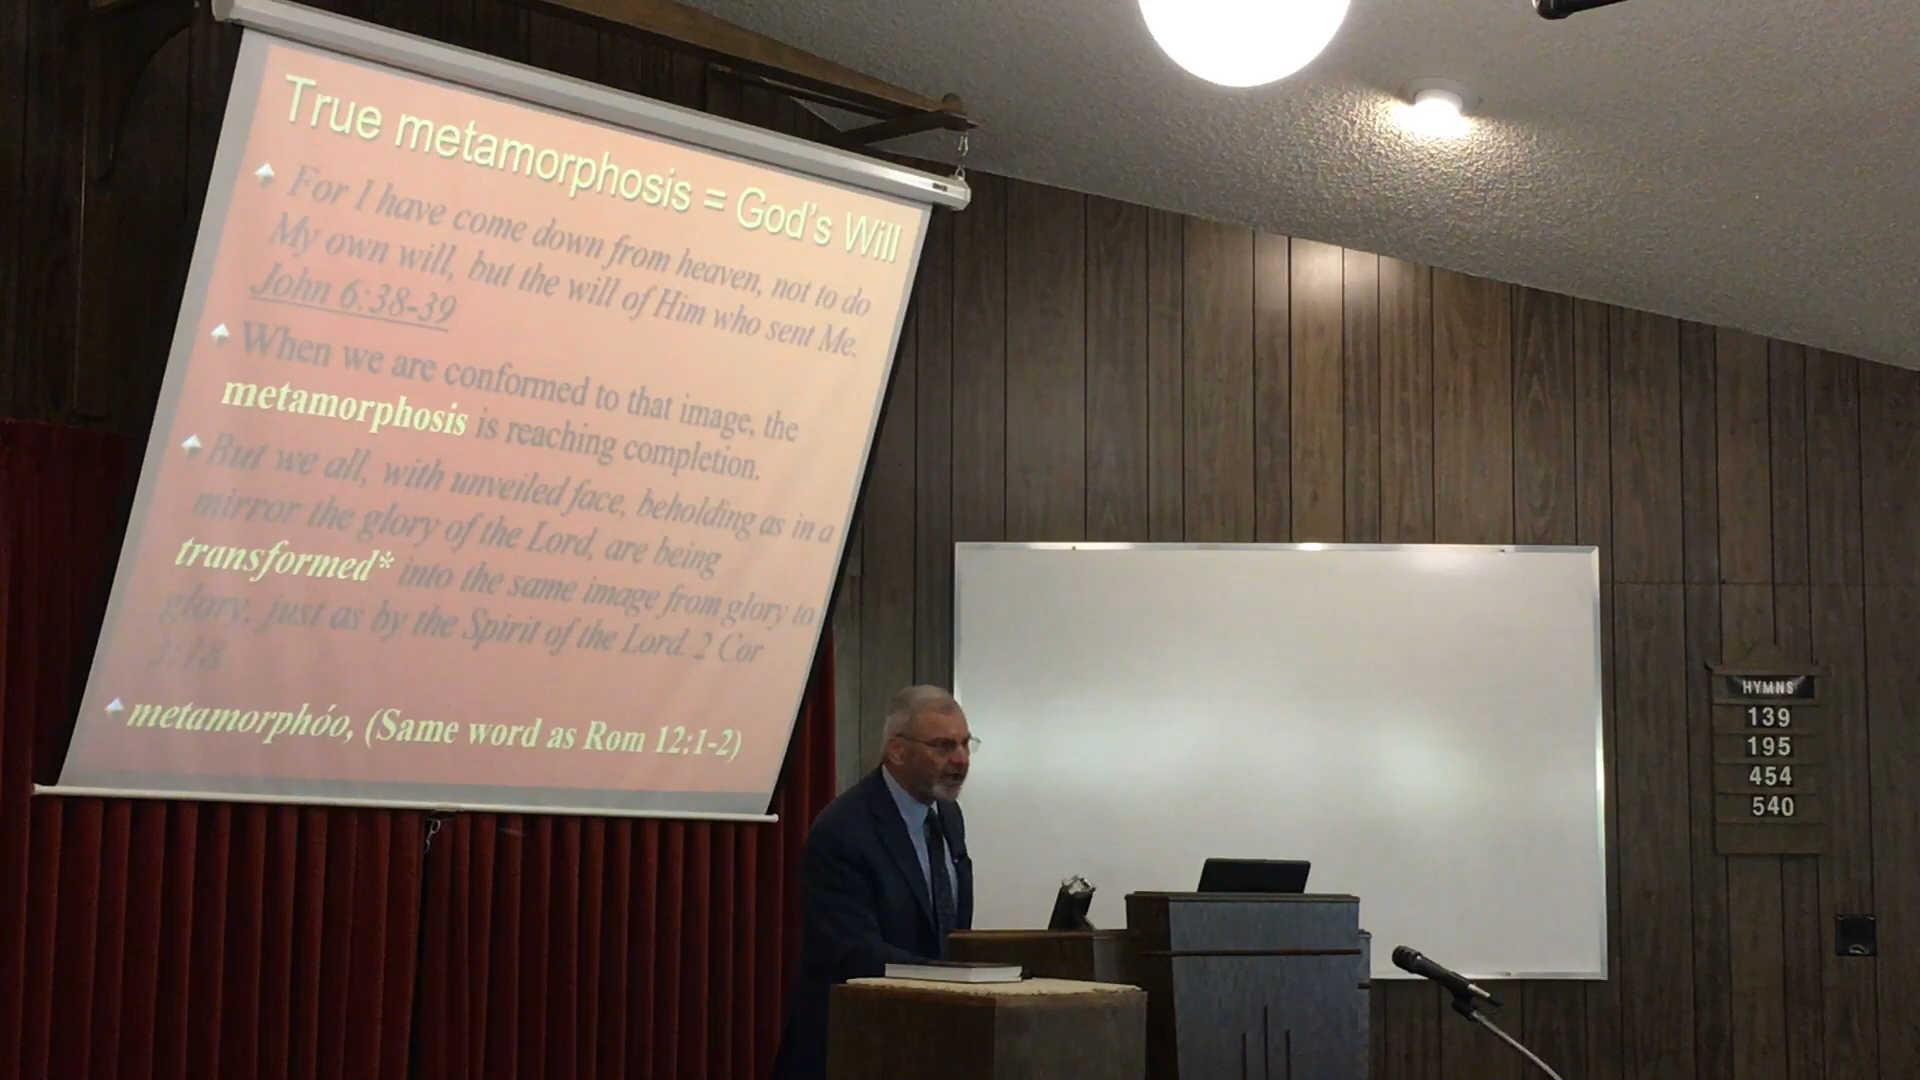 True metamorphosis = God's Will
For I have come down from heaven, not to do
My own will, but the will of Him who sent Me.
John 6:38-39
When we are conformed to that image, the
metamorphosis is reaching completion.
But we all, with unveiled face, beholding as in a
mirror the glory of the Lord, are being
transformed* into the same image from glory to
glory, just as by the Spirit of the Lord. 2 Cor
3:18
metamorphóo, (Same word as Rom 12:1-2)
HYMNS
139
195
454
540